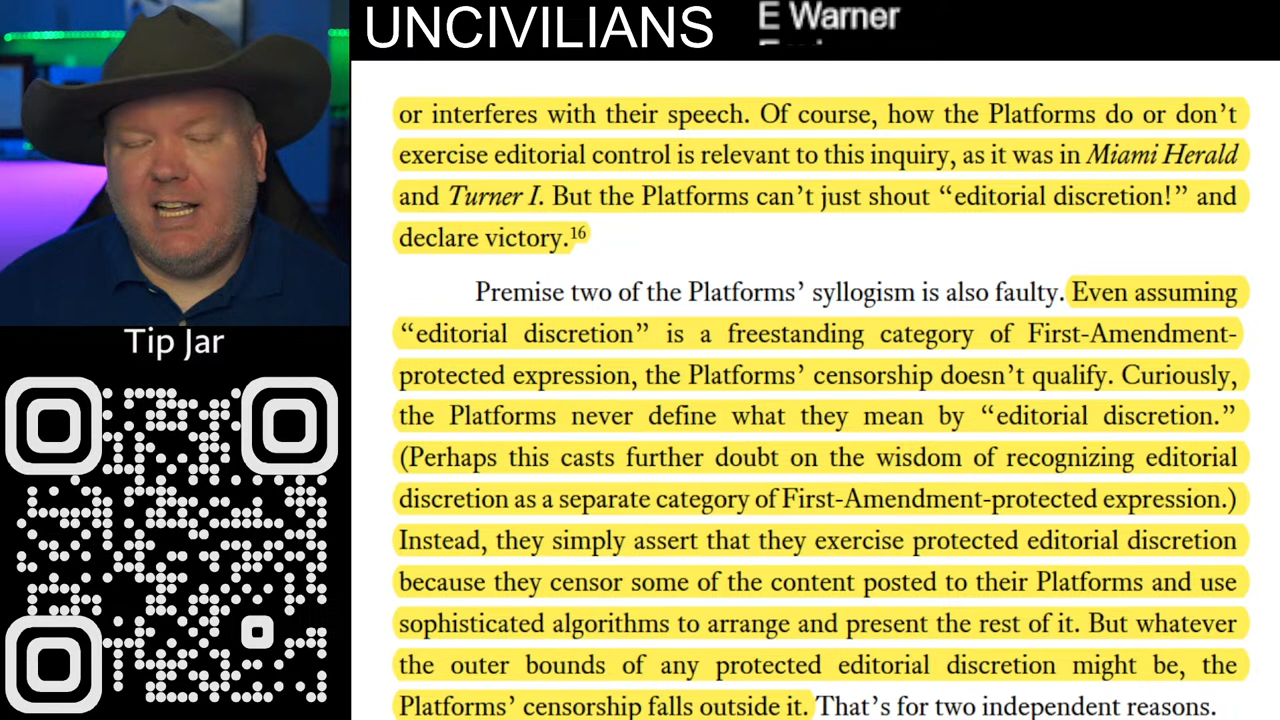 UNCIVILIANS
E Warner
or interferes with their speech. Of course, how the Platforms do or don’t
exercise editorial control is relevant to this inquiry, as it was in Miami Herald
and Turner I. But the Platforms can’t just shout “editorial discretion!” and
declare victory.16
Premise two of the Platforms’ syllogism is also faulty. Even assuming
“editorial discretion” is a freestanding category of First-Amendment-
protected expression, the Platforms’ censorship doesn’t qualify. Curiously,
the Platforms never define what they mean by “editorial discretion.”
(Perhaps this casts further doubt on the wisdom of recognizing editorial
discretion as a separate category of First-Amendment-protected expression.)
Instead, they simply assert that they exercise protected editorial discretion
because they censor some of the content posted to their Platforms and use
sophisticated algorithms to arrange and present the rest of it. But whatever
the outer bounds of any protected editorial discretion might be, the
Platforms’ censorship falls outside it. That’s for two independent reasons.
Tip Jar